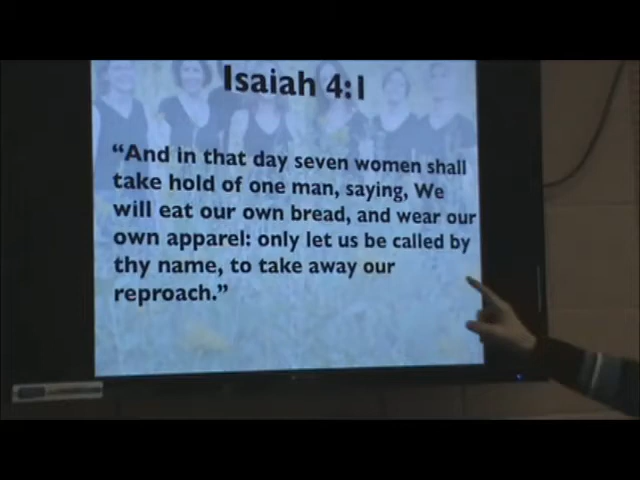 Isaiah 4:1
“And in that day seven women shall
take hold of one man, saying, We
will eat our own bread, and wear our
own apparel: only let us be called by
thy name, to take away our
reproach.”